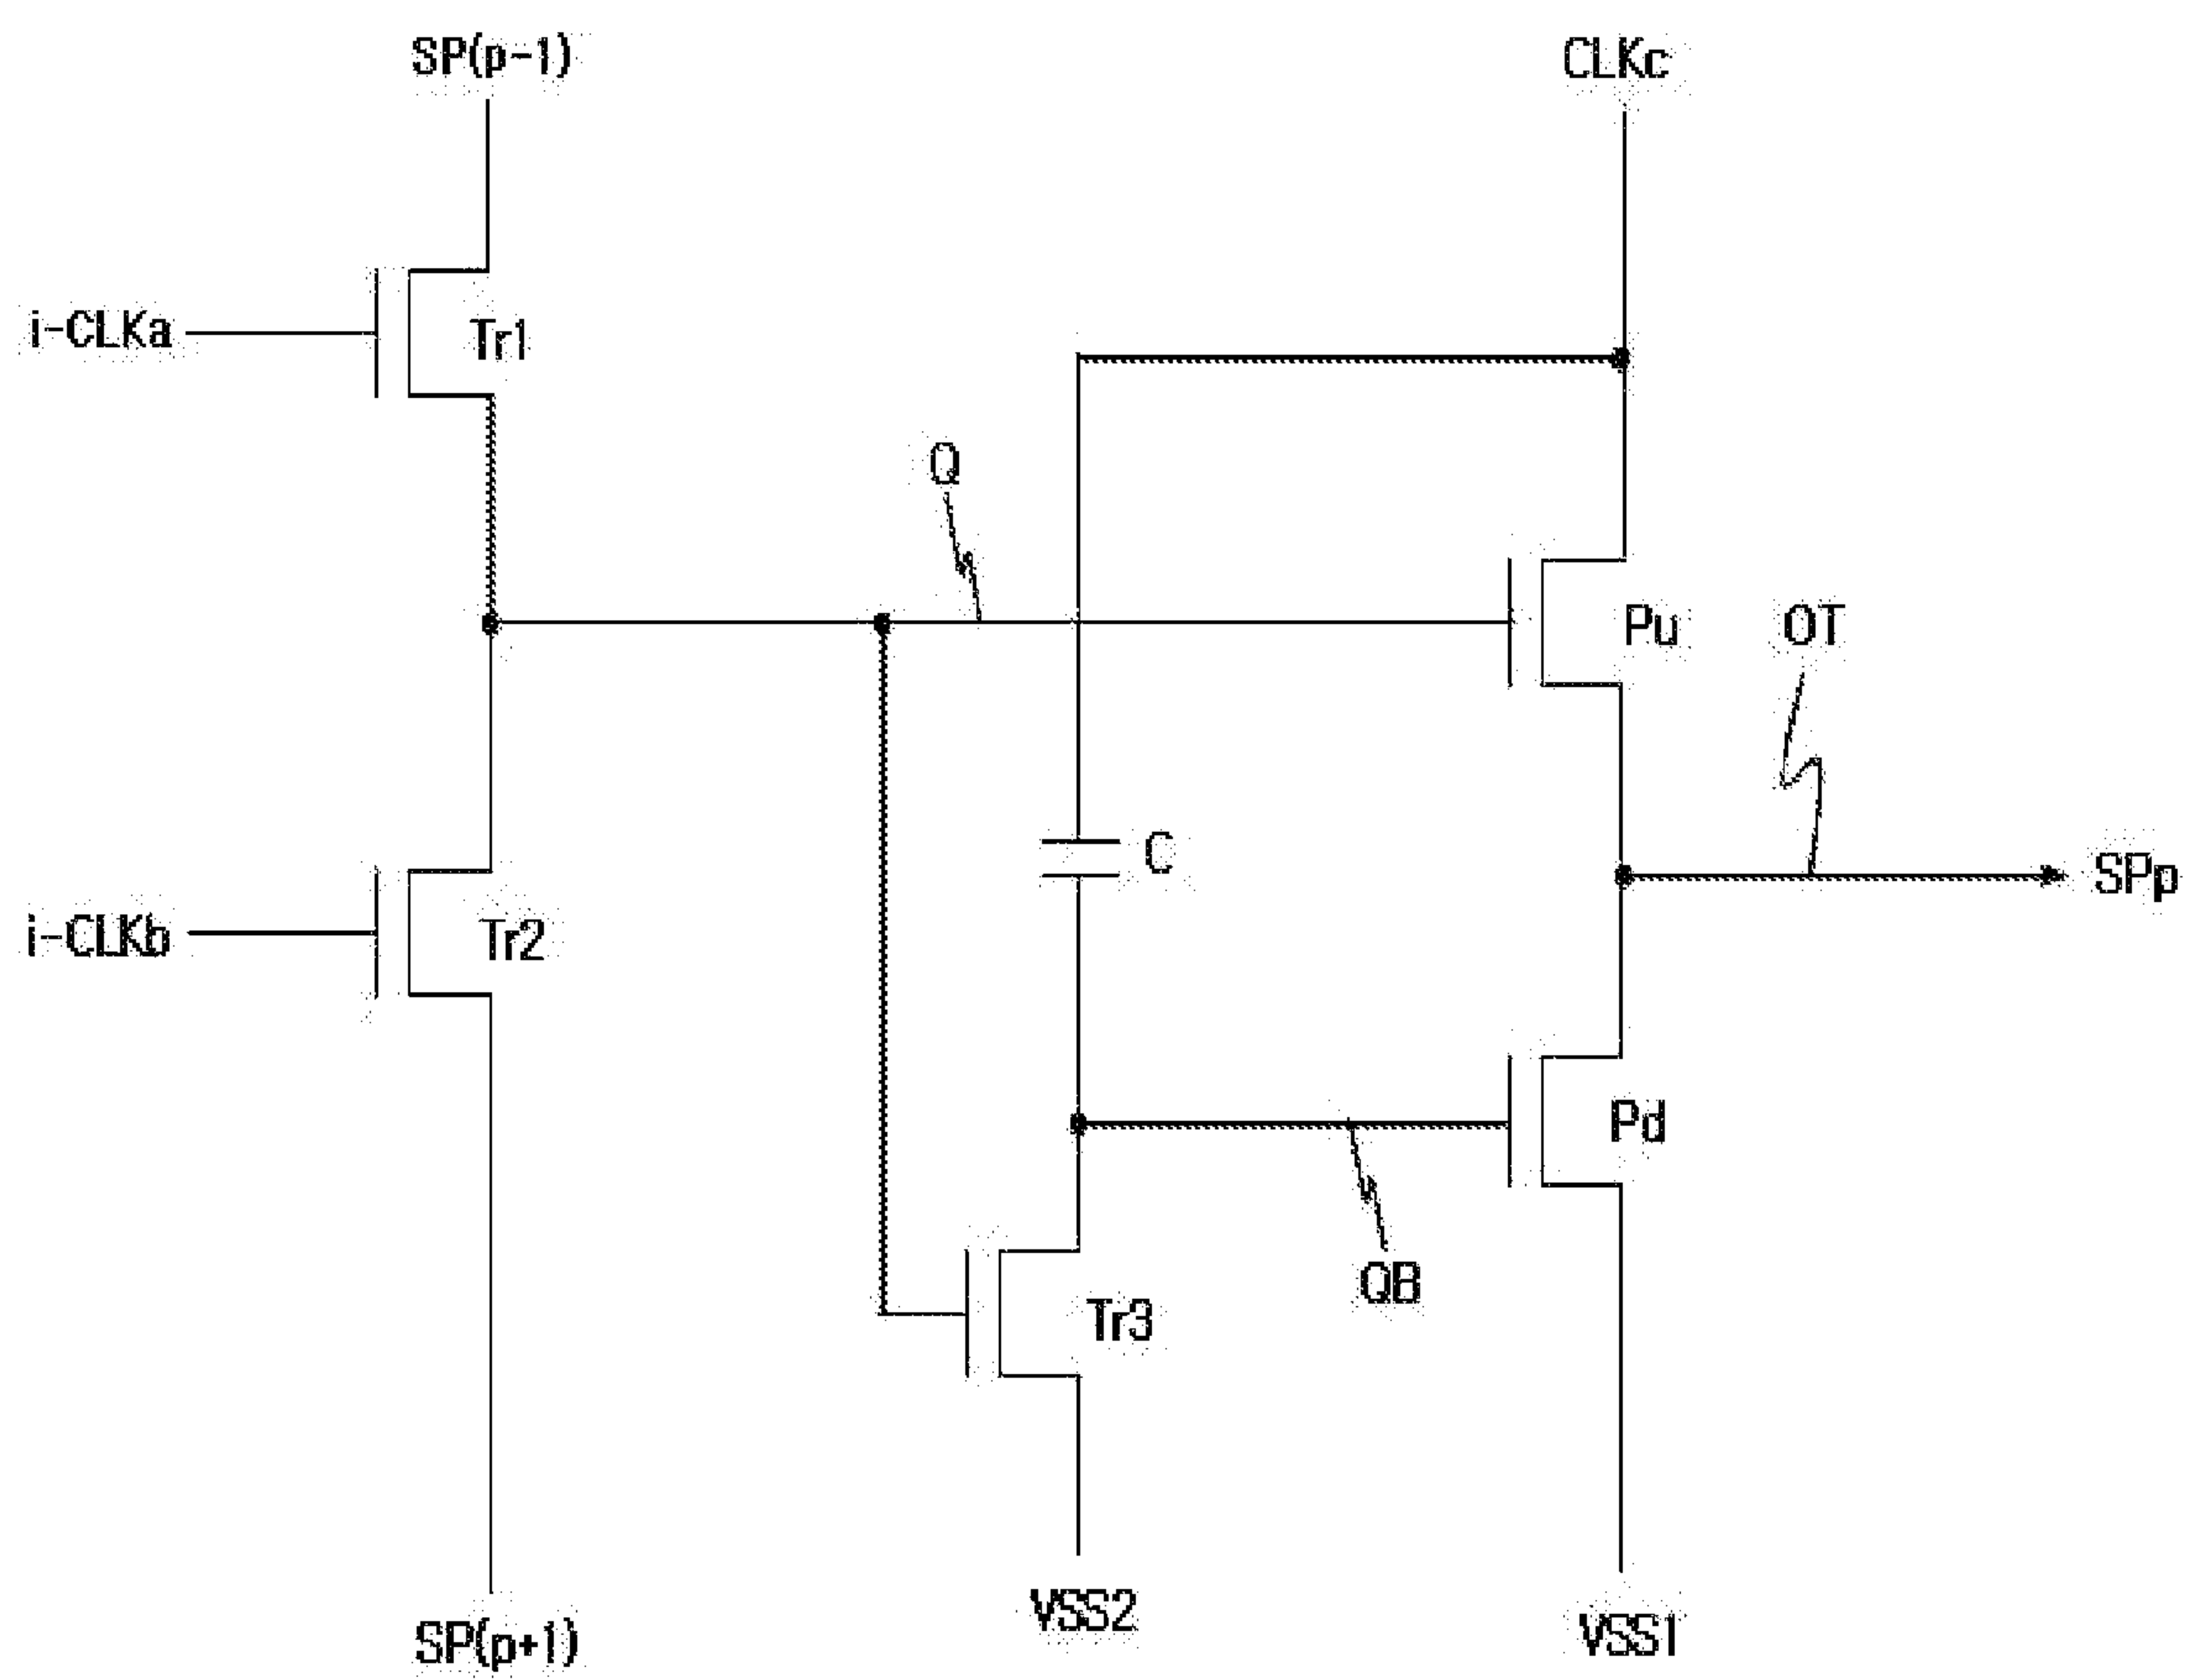 SP(p-1)
CLKc
i-CLKa
Tr1
Q
Pu
OT
C
SPp
i-CLKb
Tr2
Pd
QB
Tr3
VSS2
VSS1
SP(p+1)